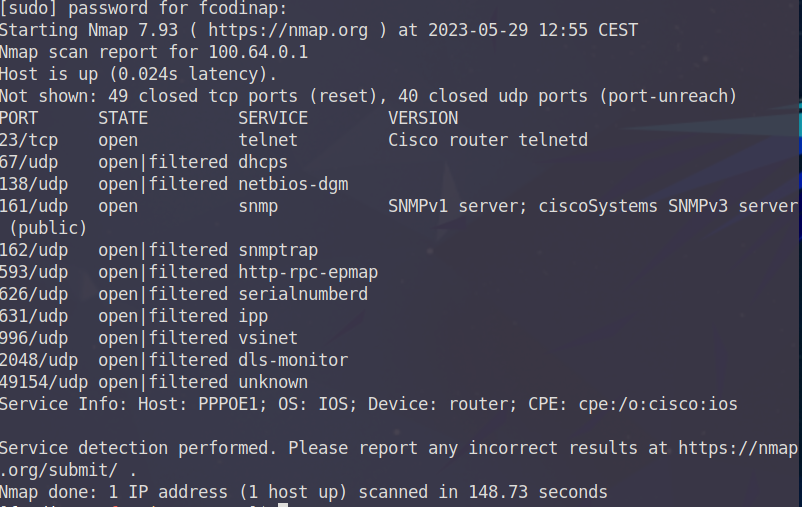 [sudo] password for fcodinap:
Starting Nmap 7.93 ( https://nmap.org ) at 2023-05-29 12:55 CEST
Nmap scan report for 100.64.0.1
Host is up (0.024s latency).
Not shown: 49 closed tcp ports (reset), 40 closed udp ports (port-unreach)
PORT      STATE         SERVICE        VERSION
23/tcp    open          telnet         Cisco router telnetd
67/udp    open|filtered dhcps
138/udp   open|filtered netbios-dgm
161/udp   open          snmp           SNMPv1 server; ciscoSystems SNMPv3 server
 (public)
162/udp   open|filtered snmptrap
593/udp   open|filtered http-rpc-epmap
626/udp   open|filtered serialnumberd
631/udp   open|filtered ipp
996/udp   open|filtered vsinet
2048/udp  open|filtered dls-monitor
49154/udp open|filtered unknown
Service Info: Host: PPPOE1; OS: IOS; Device: router; CPE: cpe:/o:cisco:ios

Service detection performed. Please report any incorrect results at https://nmap
.org/submit/ .
Nmap done: 1 IP address (1 host up) scanned in 148.73 seconds